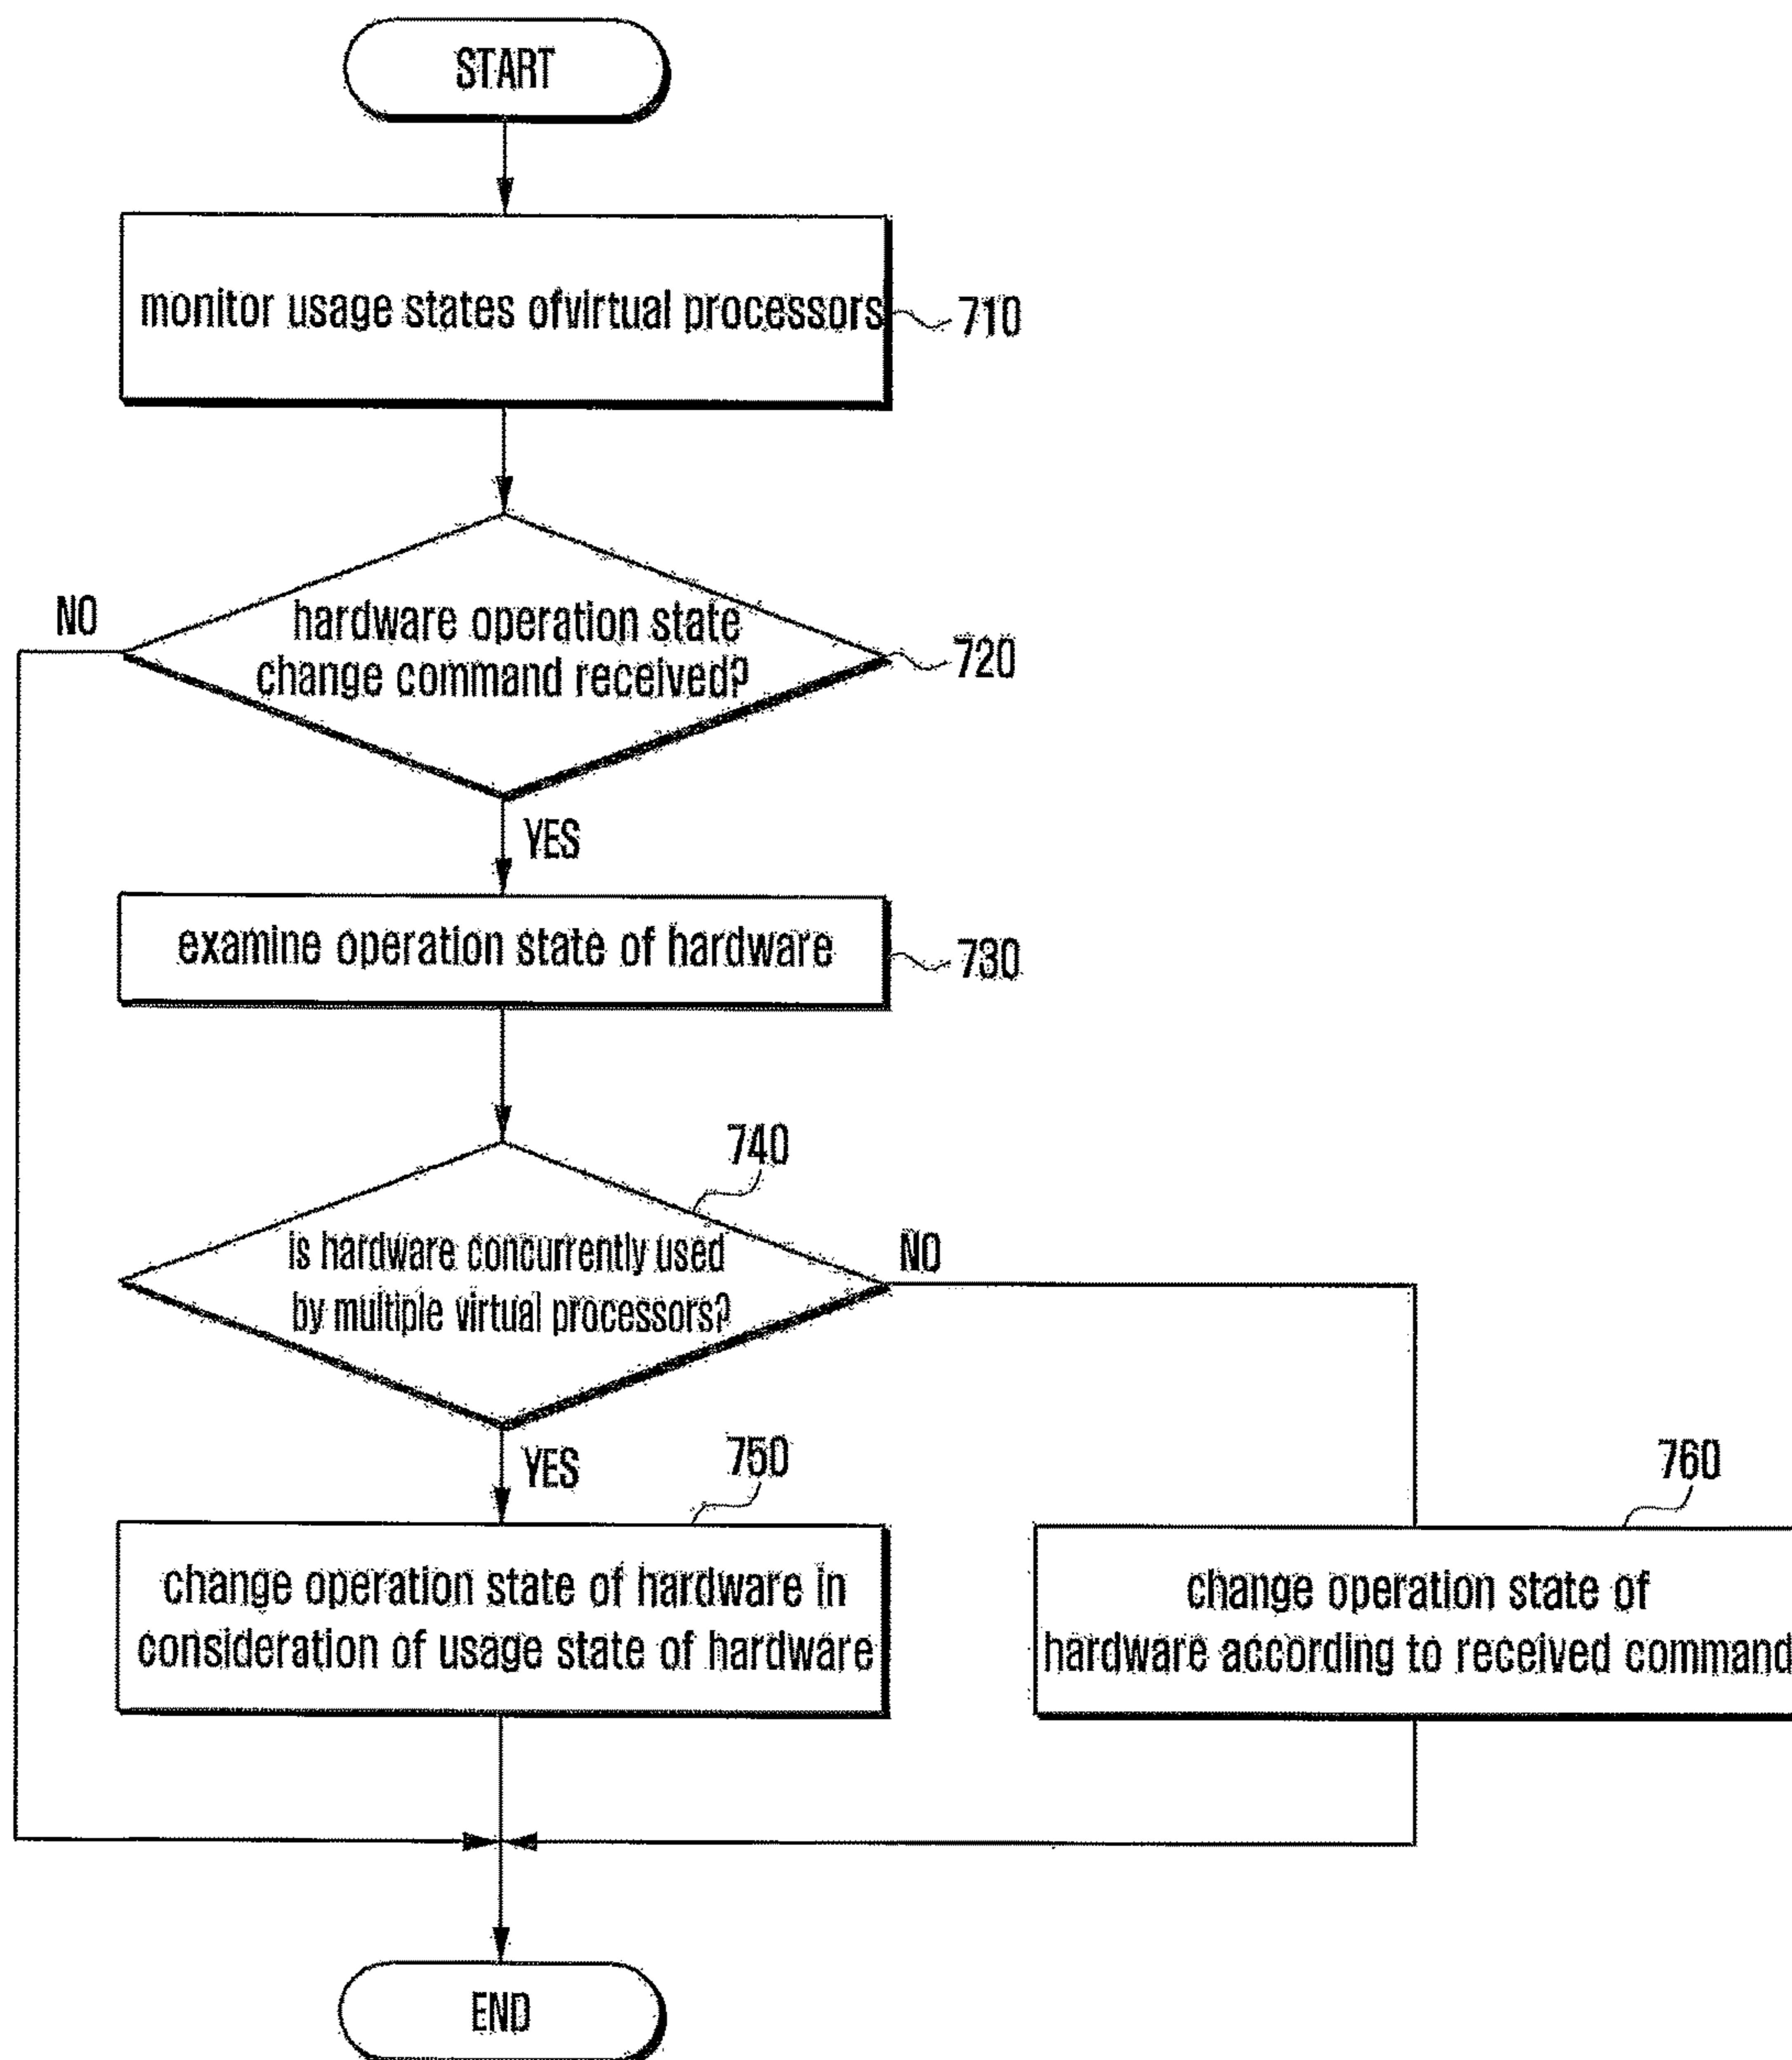 START
monitor usage states ofvirtual processors
710
NO
hardware operation state
change command received?
720
YES
examine operation state of hardware
730
740
is hardware concurrently used
by multiple virtual processors?
NO
YES
750
760
change operation state of hardware in
consideration of usage state of hardware
change operation state of
hardware according to received command
END